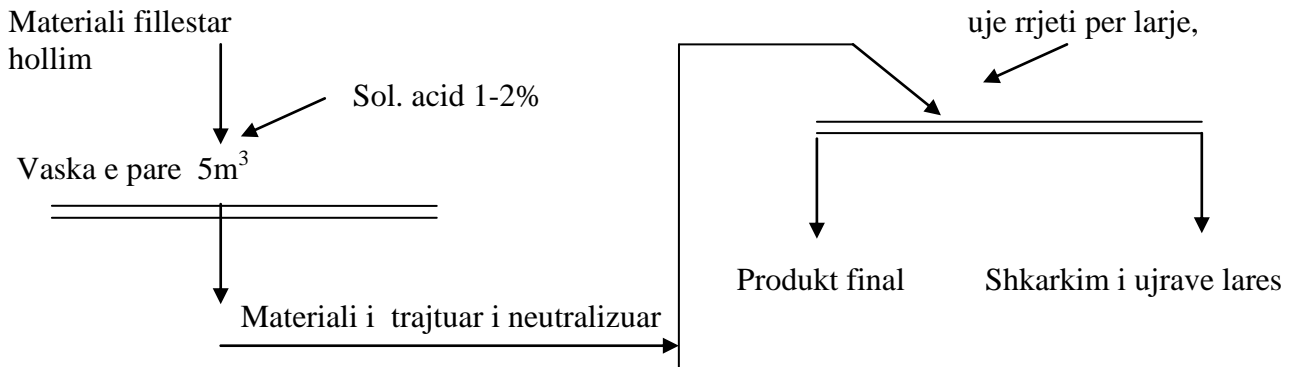 Materiali fillestar
hollim
Sol. acid 1-2%
Vaska e pare 5m³
Materiali i trajtuar i neutralizuar
uje rrjeti per larje,
Produkt final
Shkarkim i ujrave lares